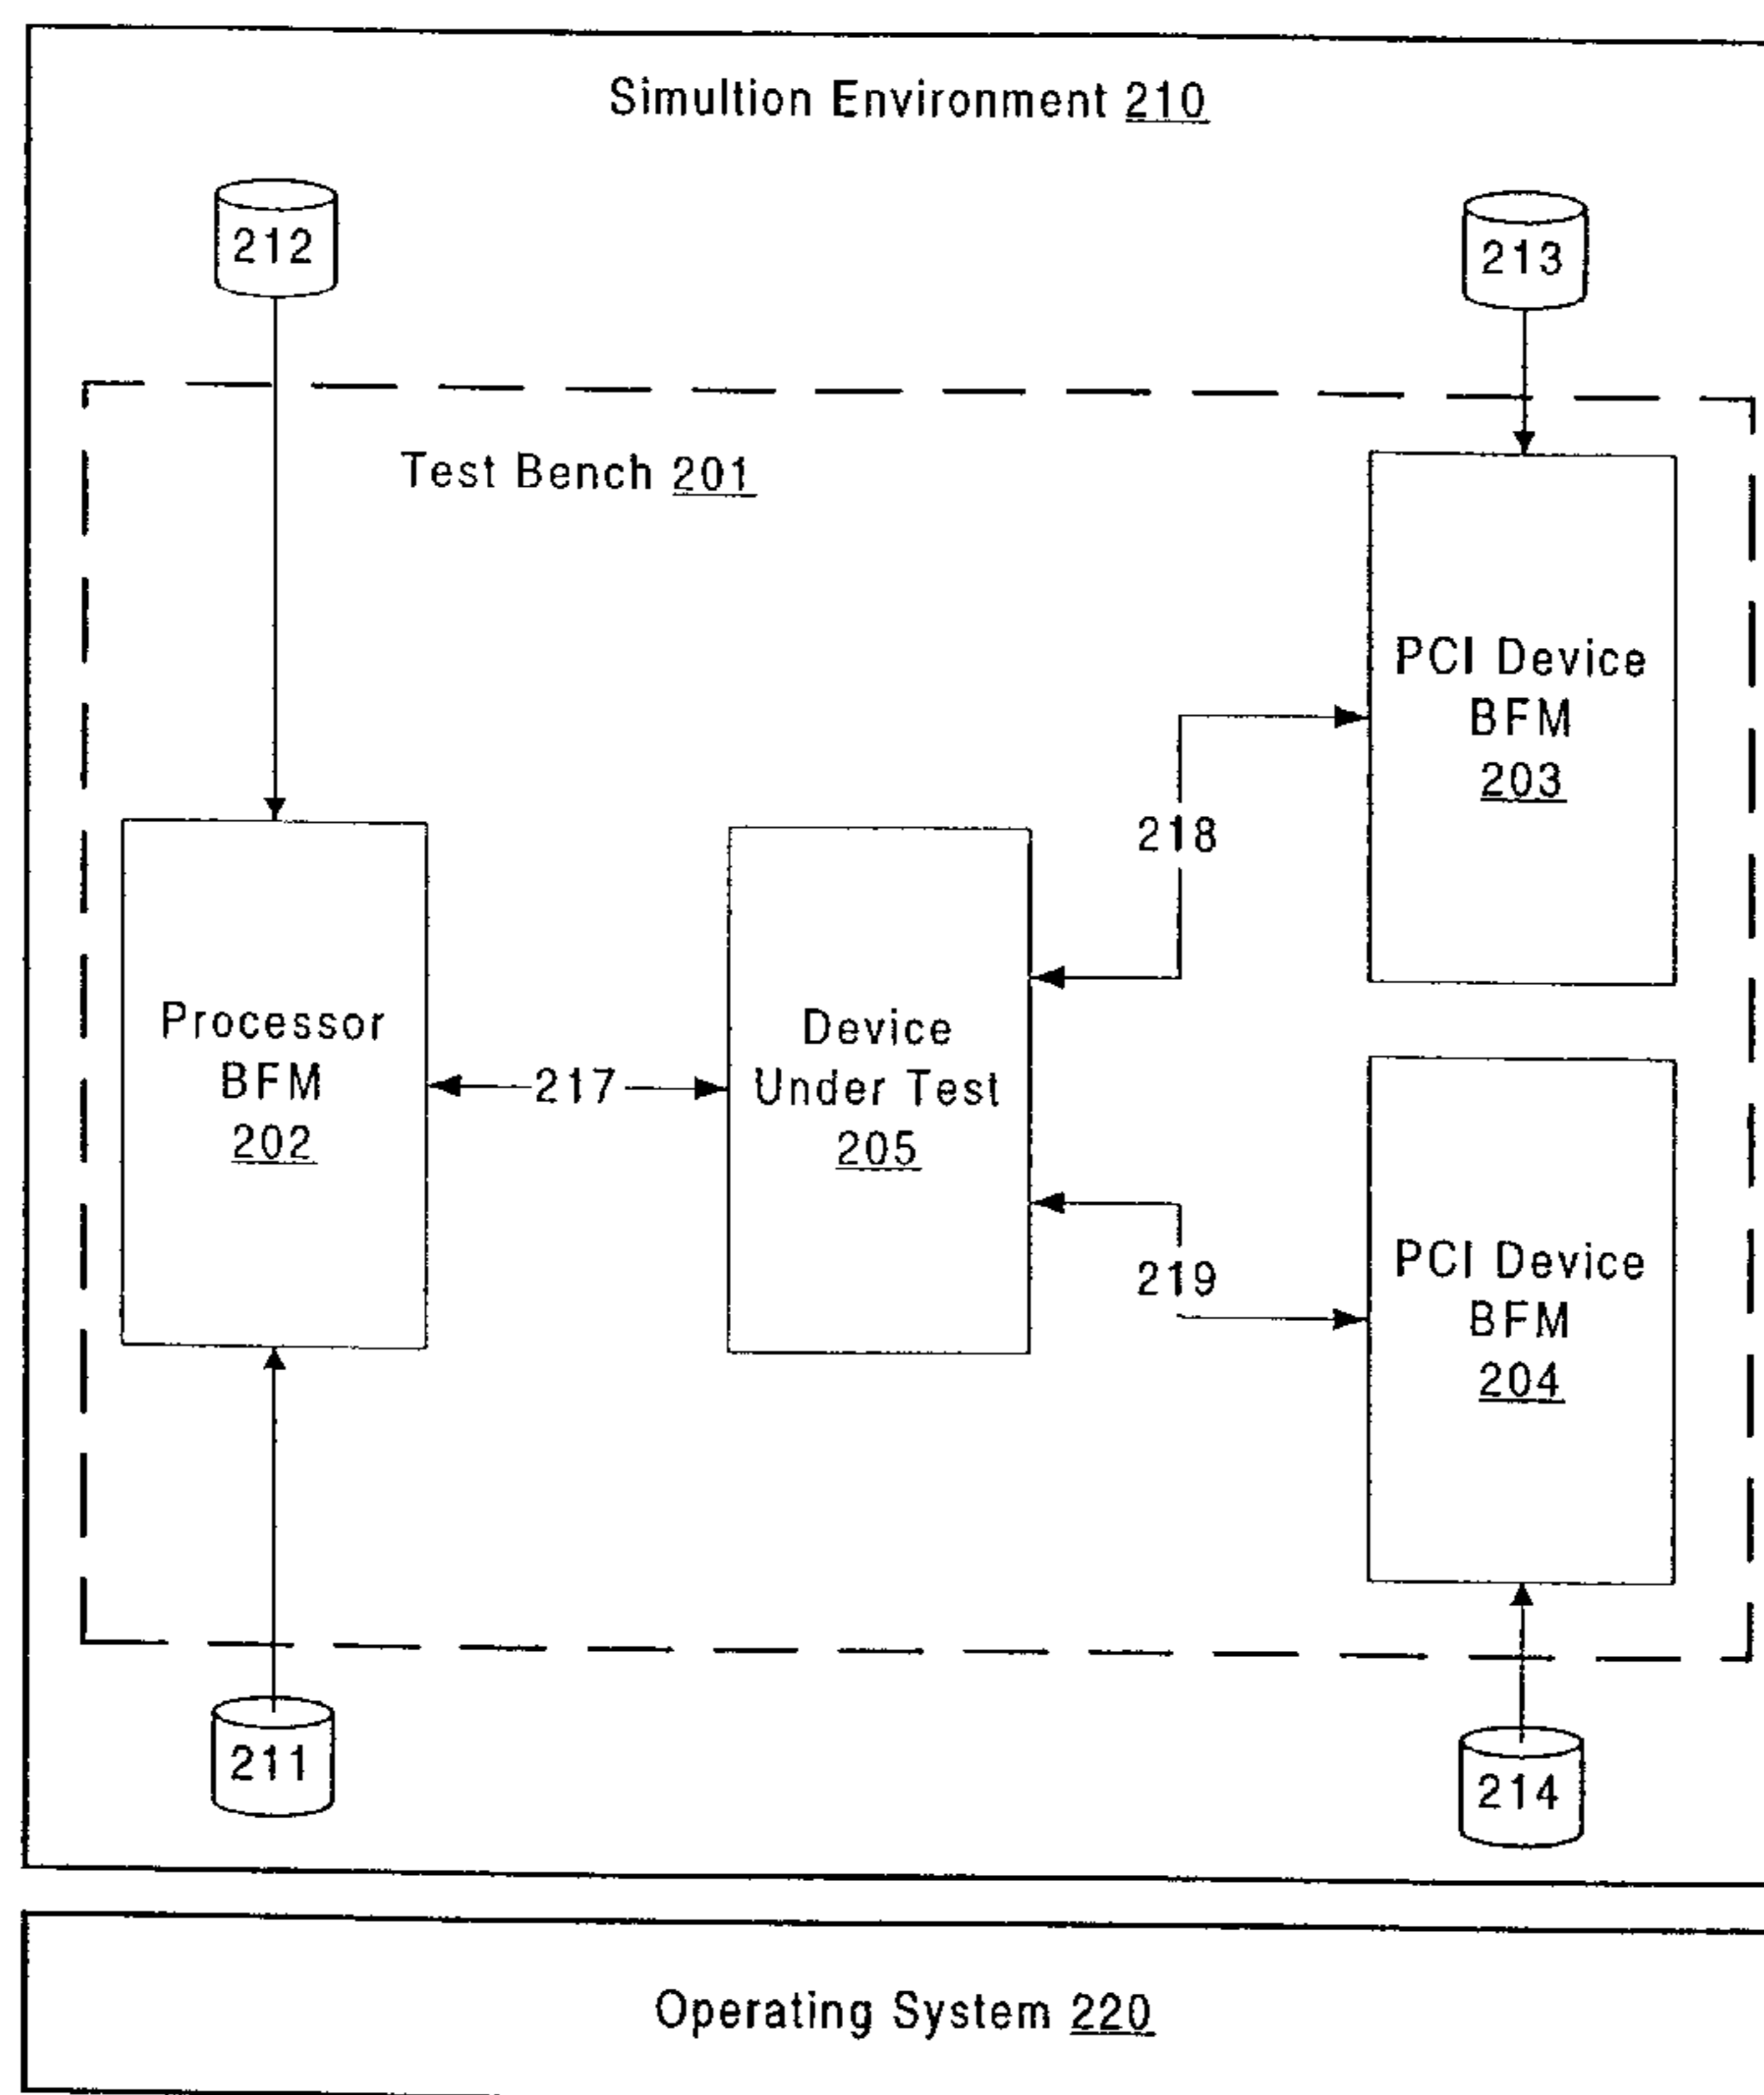 Simultion Environment 210
212
213
Test Bench 201
PCI Device
BFM
203
218
Processor
BFM
202
217
Device
Under Test
205
219
PCI Device
BFM
204
211
214
Operating System 220